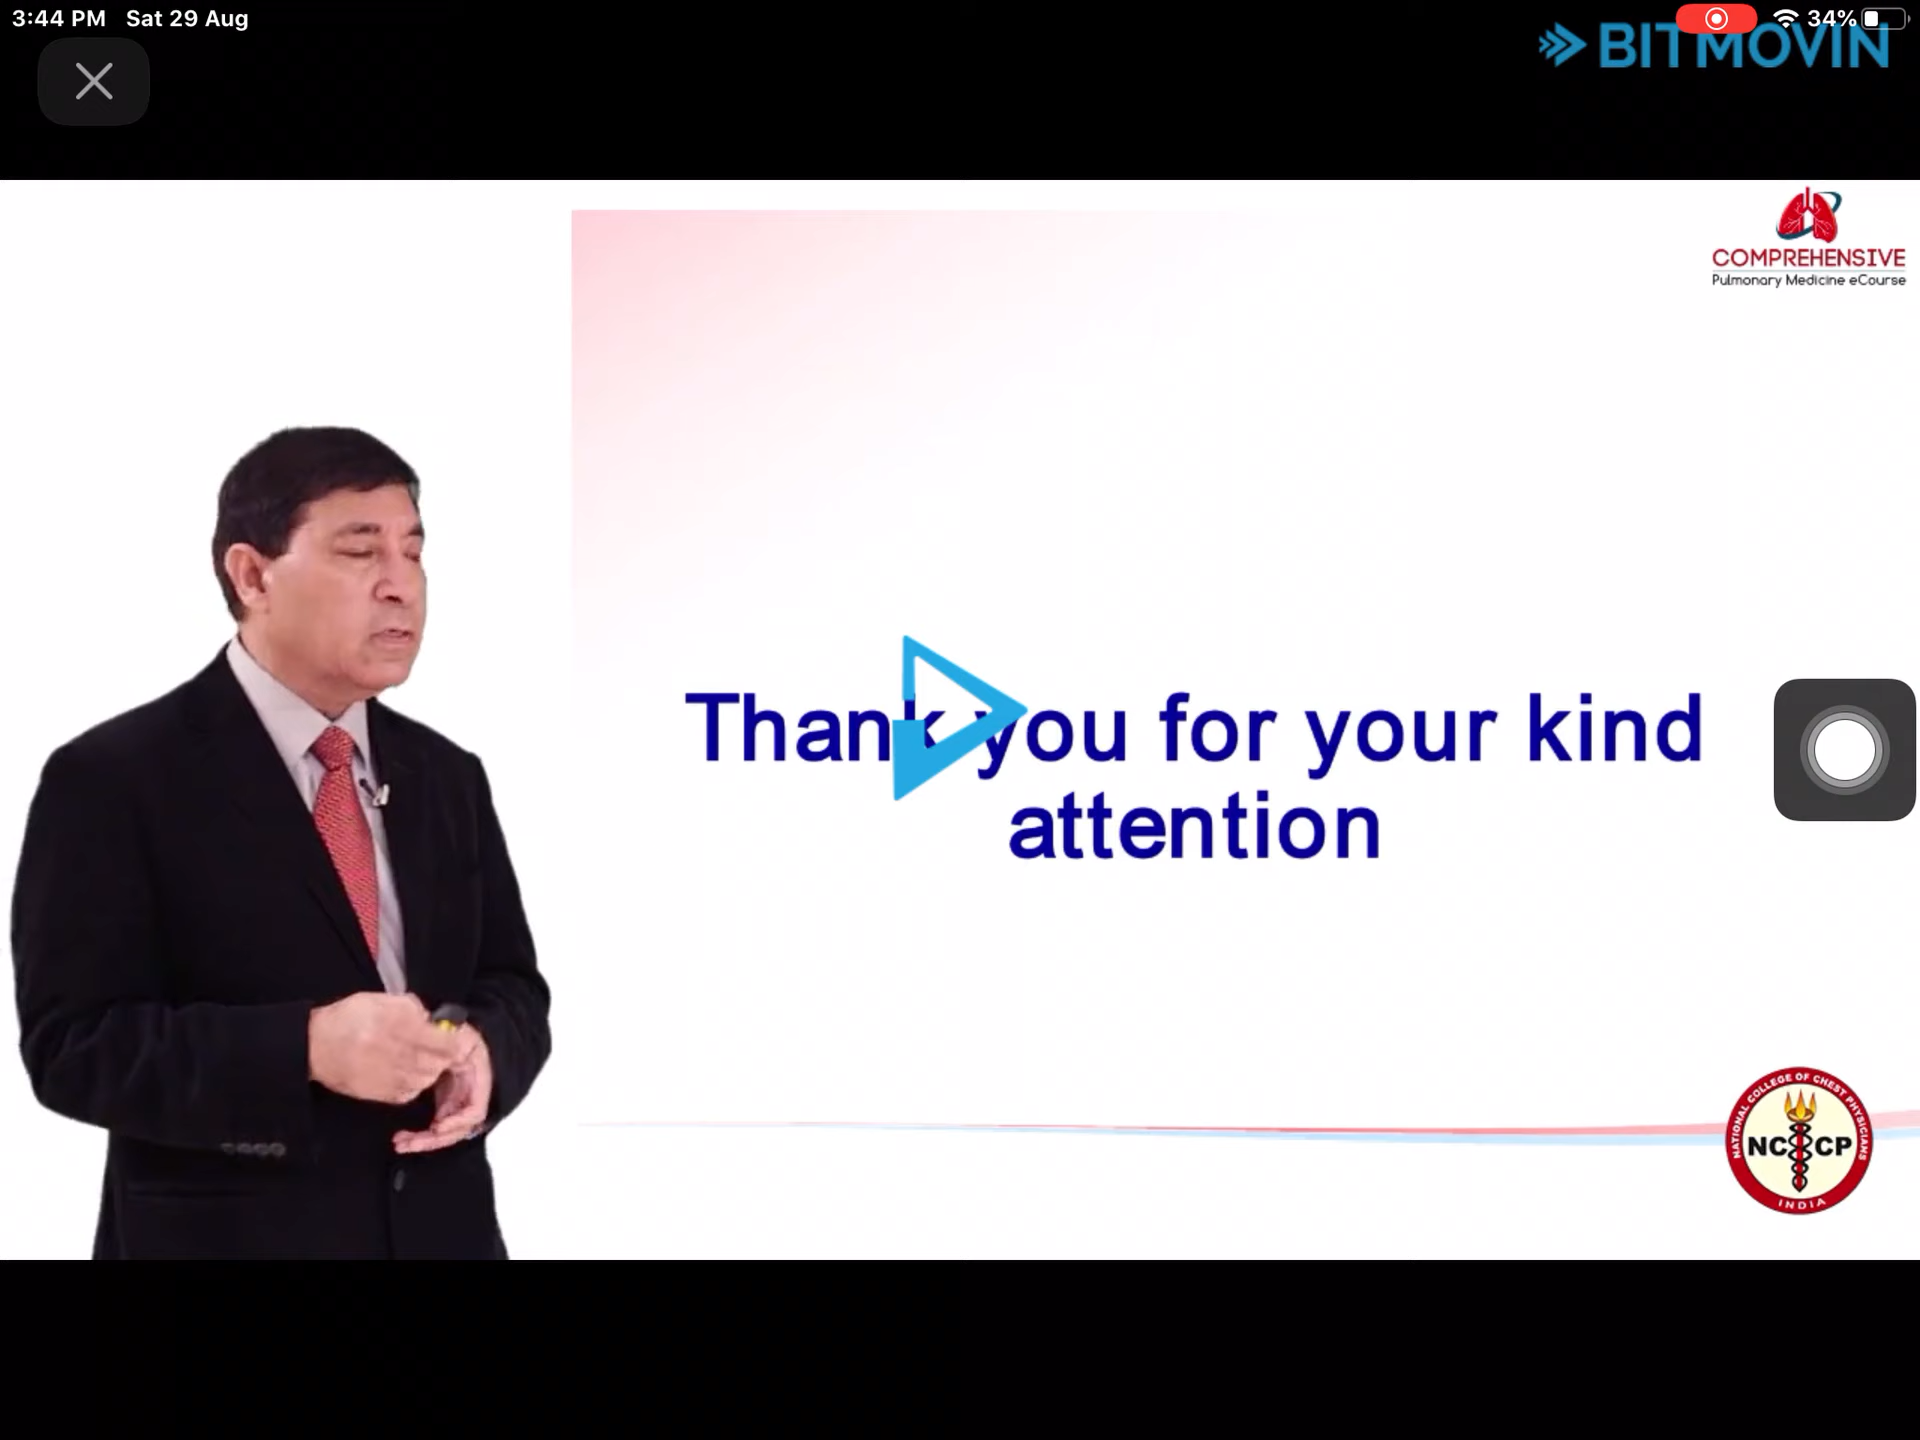 3:44 PM Sat 29 Aug
34%
BITMOVIN
COMPREHENSIVE
Pulmonary Medicine eCourse
Thank you for your kind
attention
NATIONAL COLLEGE OF CHEST PHYSICIANS
NCCP
INDIA